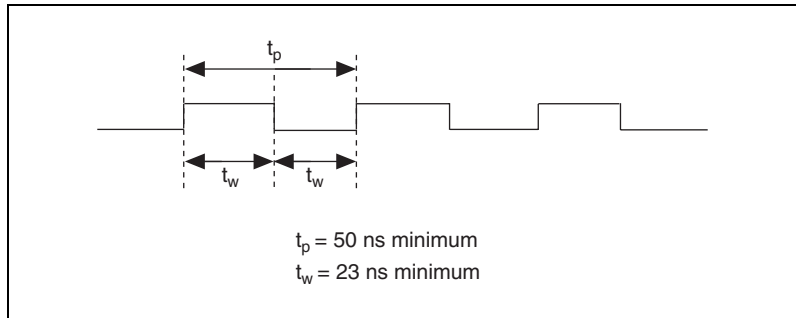 tp
tw tw
tp = 50 ns minimum
tw = 23 ns minimum